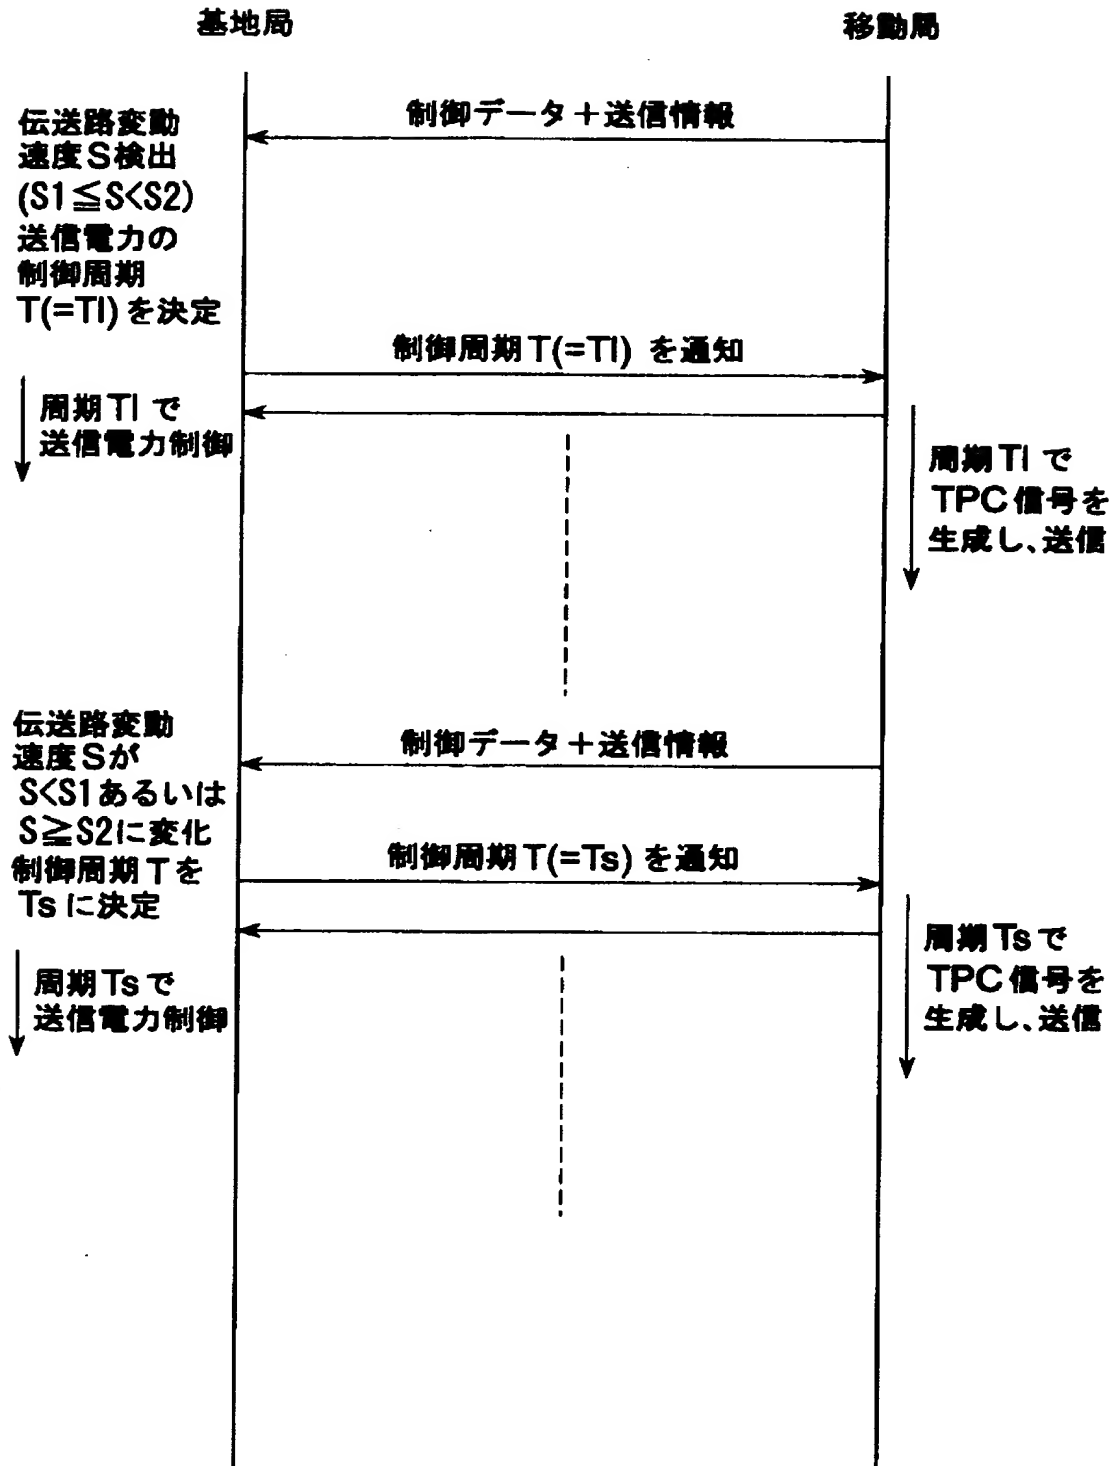 基地局
移動局
制御データ+送信情報
伝送路変動
速度S検出
(S1≦S<S2)
送信電力の
制御周期
T(=Tl)を決定
制御周期T(=Tl)を通知
周期Tlで
送信電力制御
周期Tlで
TPC信号を
生成し、送信
伝送路変動
速度Sが
S<S1あるいは
S≧S2に変化
制御周期Tを
Tsに決定
制御データ+送信情報
制御周期T(=Ts)を通知
周期Tsで
送信電力制御
周期Tsで
TPC信号を
生成し、送信